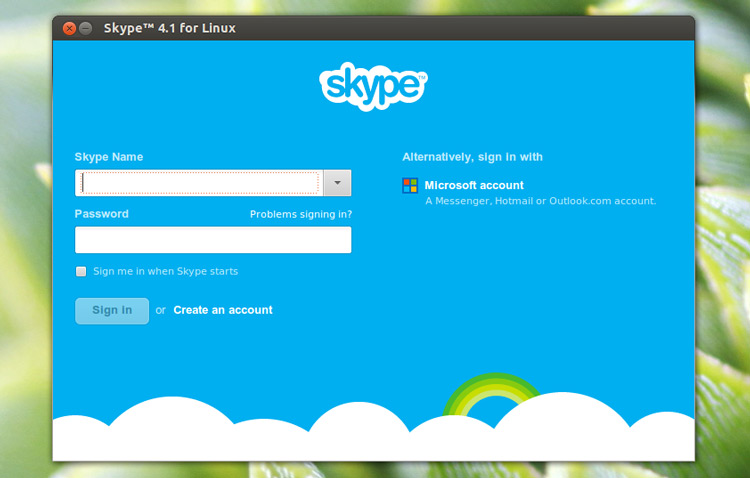 Skype™ 4.1 for Linux
skype™
Skype Name
Alternatively, sign in with
Microsoft account
A Messenger, Hotmail or Outlook.com account.
Password
Problems signing in?
Sign me in when Skype starts
Sign in or Create an account